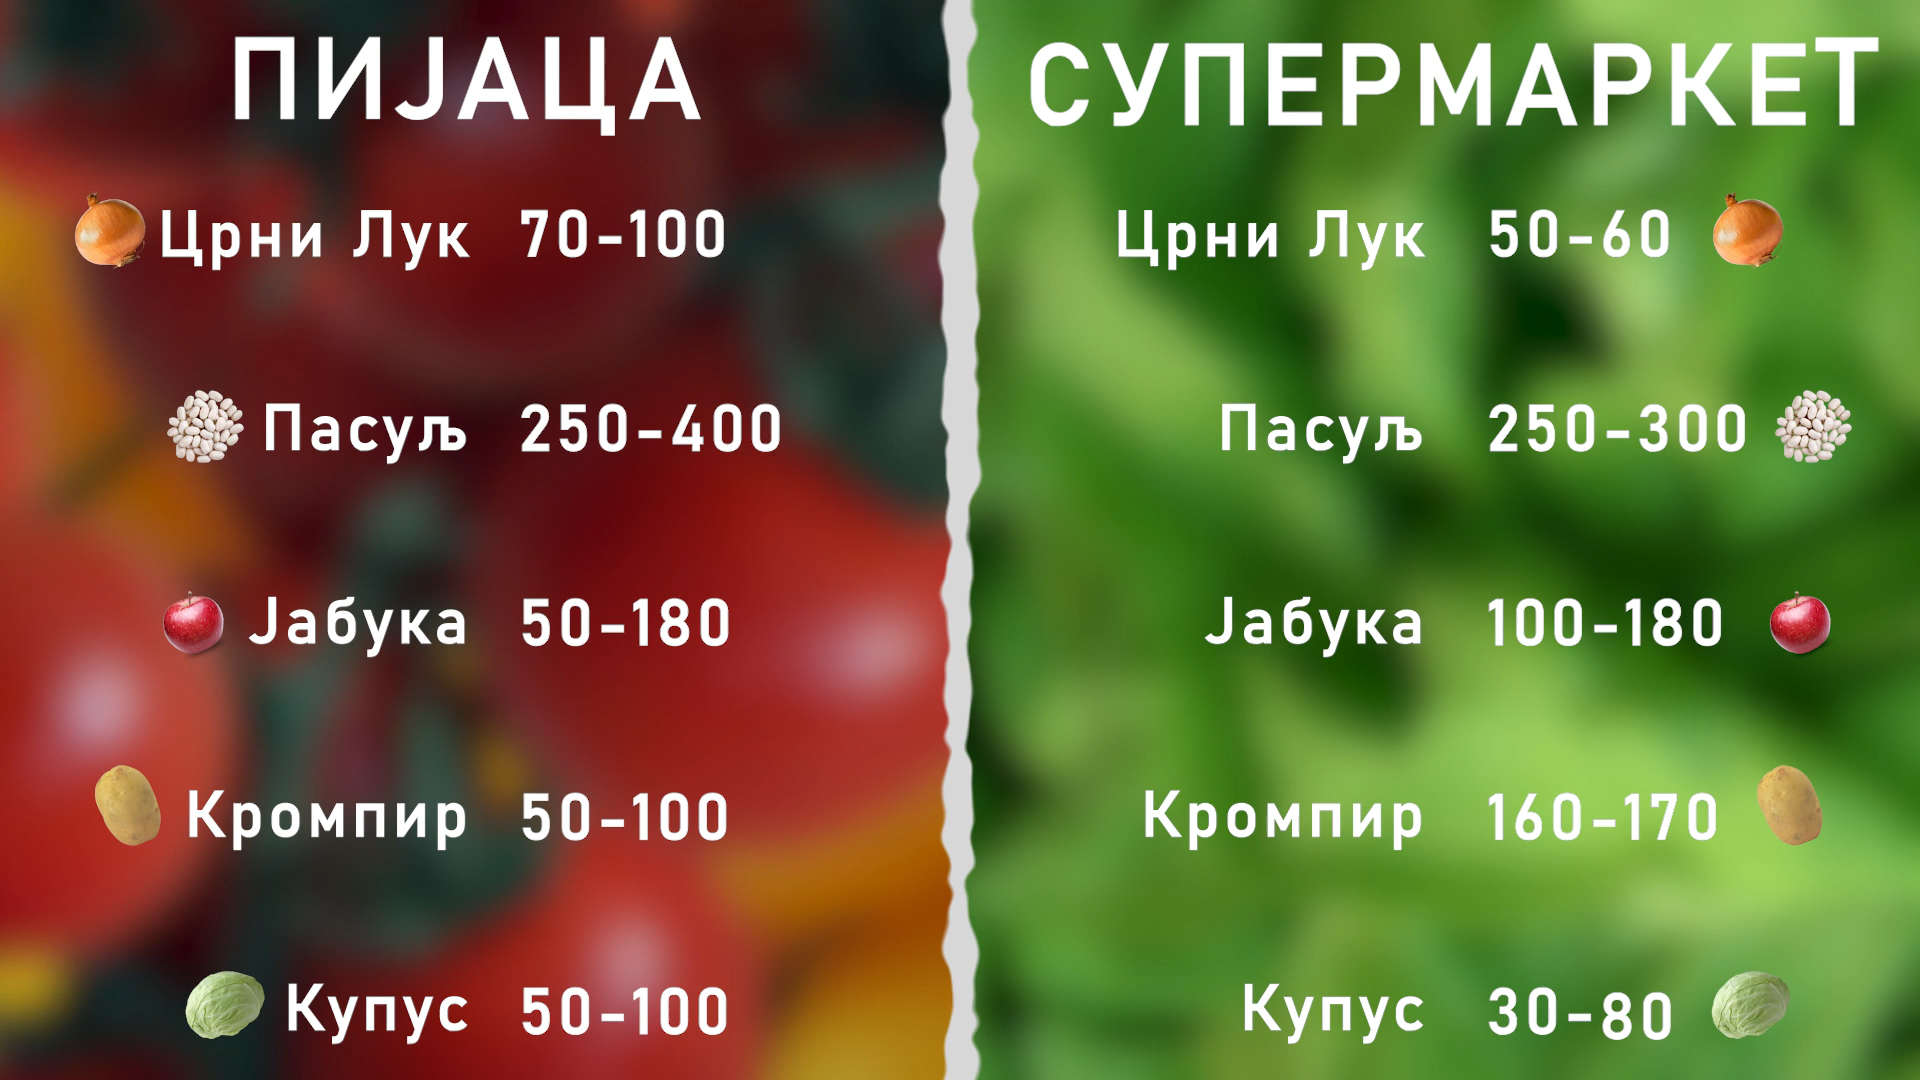 ПИЈАЦА
Црни Лук 70-100
Пасуљ 250-400
Јабука 50-180
Кромпир 50-100
Купус 50-100
СУПЕРМАРКЕТ
Црни Лук 50-60
Пасуљ 250-300
Јабука 100-180
Кромпир 160-170
Купус 30-80